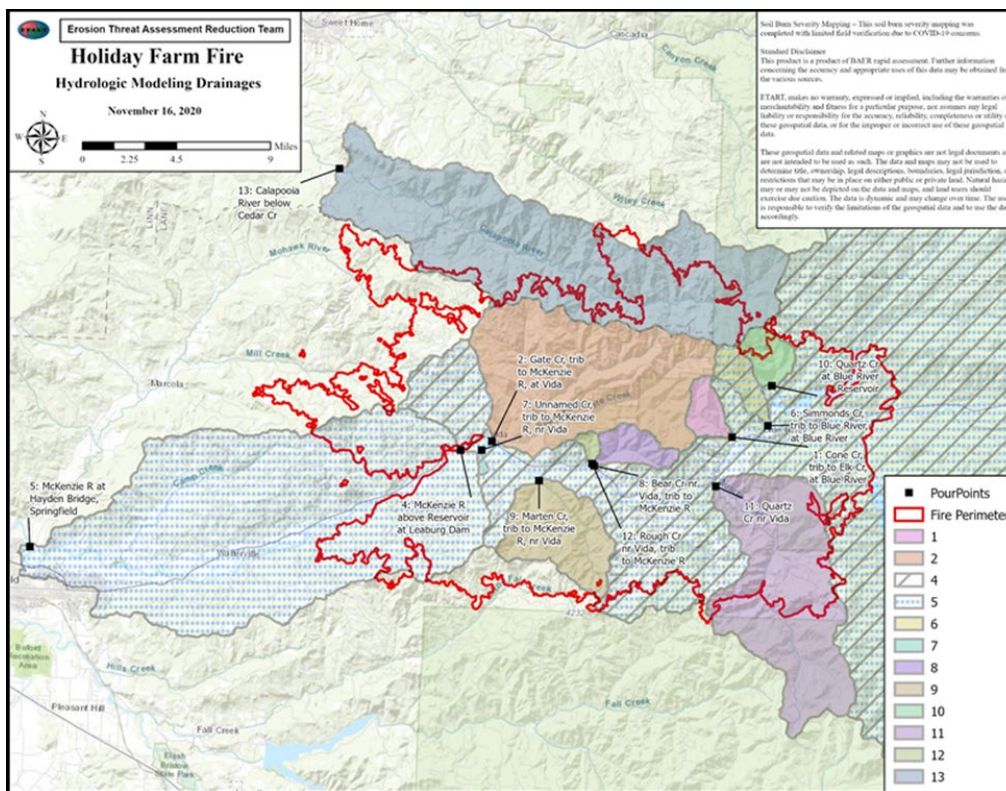 Erosion Threat Assessment Reduction Team
Holiday Farm Fire
Hydrologic Modeling Drainages
November 16, 2020
N
W
E
S
Miles
0
2.25
4.5
9
Soil Burn Severity Mapping – This soil burn severity mapping was
completed with limited field verification due to COVID-19 concerns.
Standard Disclaimer
This product is a product of BAER rapid assessment. Further information
concerning the accuracy and appropriate uses of this data may be obtained
the various sources.
ETART, makes no warranty, expressed or implied, including the warranties
merchantability and fitness for a particular purpose, nor assumes any legal
liability or responsibility for the accuracy, reliability, completeness or utility
these geospatial data, or for the improper or incorrect use of these geospatial
data.
These geospatial data and related maps or graphics are not legal documents
are not intended to be used as such. The data and maps may not be used to
determine title, ownership, legal descriptions, boundaries, legal jurisdiction,
restrictions that may be in place on either public or private land. Natural
may or may not be depicted on the data and maps, and land users should
exercise due caution. The data is dynamic and may change over time. The
is responsible to verify the limitations of the geospatial data and to use the
accordingly.
Sweet Home
Cascadia
Canyon Creek
Wiley Creek
Calapooia River
13: Calapooia
River below
Cedar Cr
LINN
LANE
Mohawk River
Mill Creek
Marcola
2: Gate Cr, trib
to McKenzie
R, at Vida
7: Unnamed Cr,
trib to McKenzie
R, nr Vida
Creek
10: Quartz Cr
at Blue River
Reservoir
6: Simmonds Cr,
trib to Blue River,
at Blue River
1: Cone Cr,
trib to Elk Cr,
at Blue River
Camp Creek
5: McKenzie R at
Hayden Bridge,
Springfield
4: McKenzie R
above Reservoir
at Leaburg Dam
9: Marten Cr,
trib to McKenzie
R, nr Vida
8: Bear Cr nr
Vida, trib to
McKenzie R
12: Rough Cr
nr Vida, trib
to McKenzie R
11: Quartz
Cr nr Vida
Walterville
Creek
Buford
Recreation
Area
Hills Creek
Pleasant Hill
Fall Creek
Fall Creek
Elijah
Bristow
State Park
PourPoints
Fire Perimeter
1
2
4
5
6
7
8
9
10
11
12
13